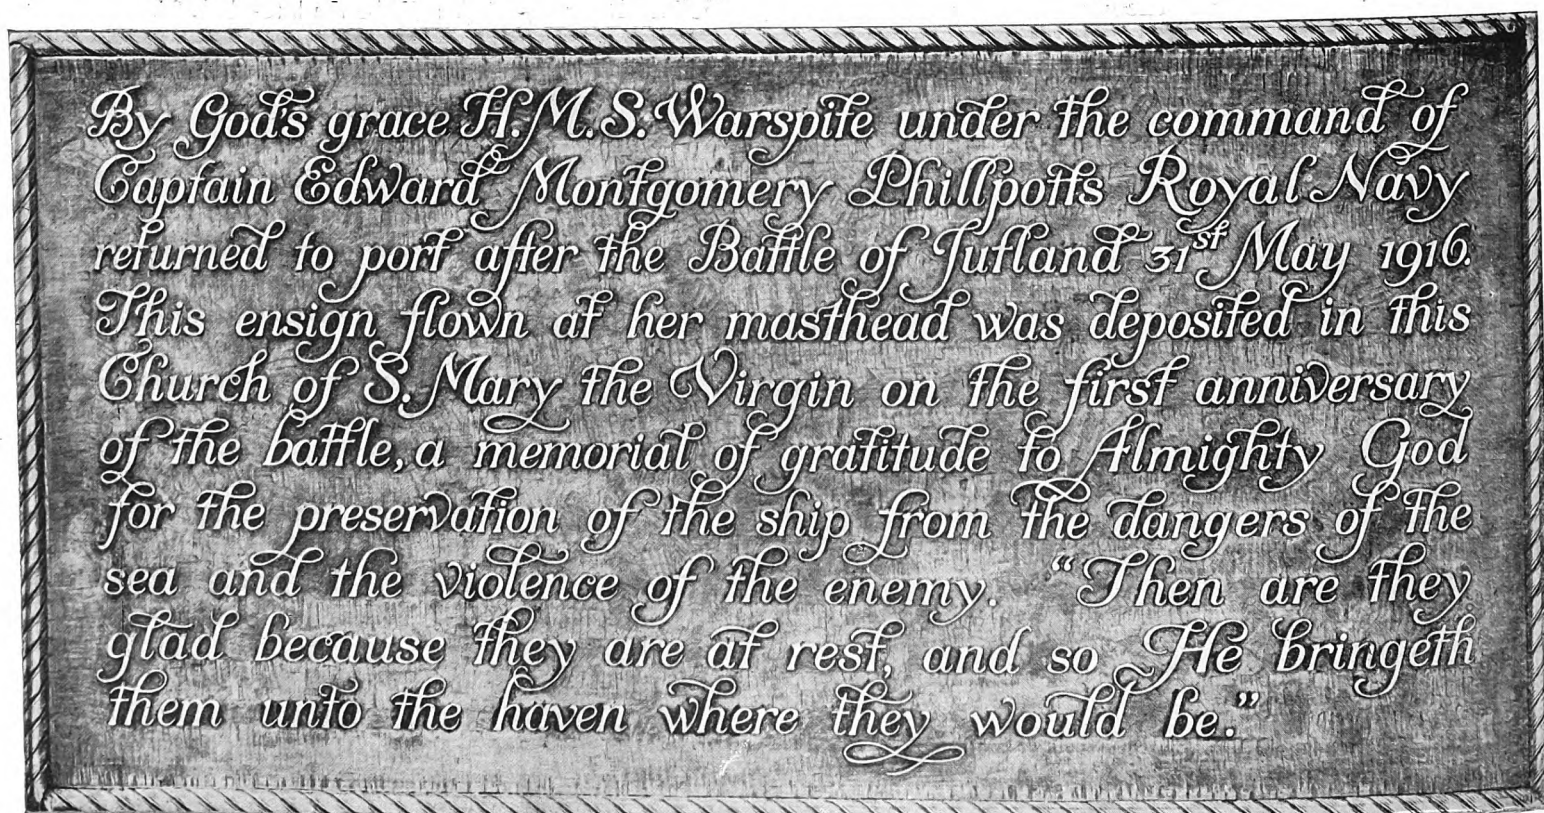 By God's grace H.M.S. Warspite under the command of
Captain Edward Montgomery Phillpotts Royal Navy
returned to port after the Battle of Jutland 31st May 1916.
This ensign flown at her masthead was deposited in this
Church of S. Mary the Virgin on the first anniversary
of the battle, a memorial of gratitude to Almighty God
for the preservation of the ship from the dangers of the
sea and the violence of the enemy. "Then are they
glad because they are at rest, and so He bringeth
them unto the haven where they would be."